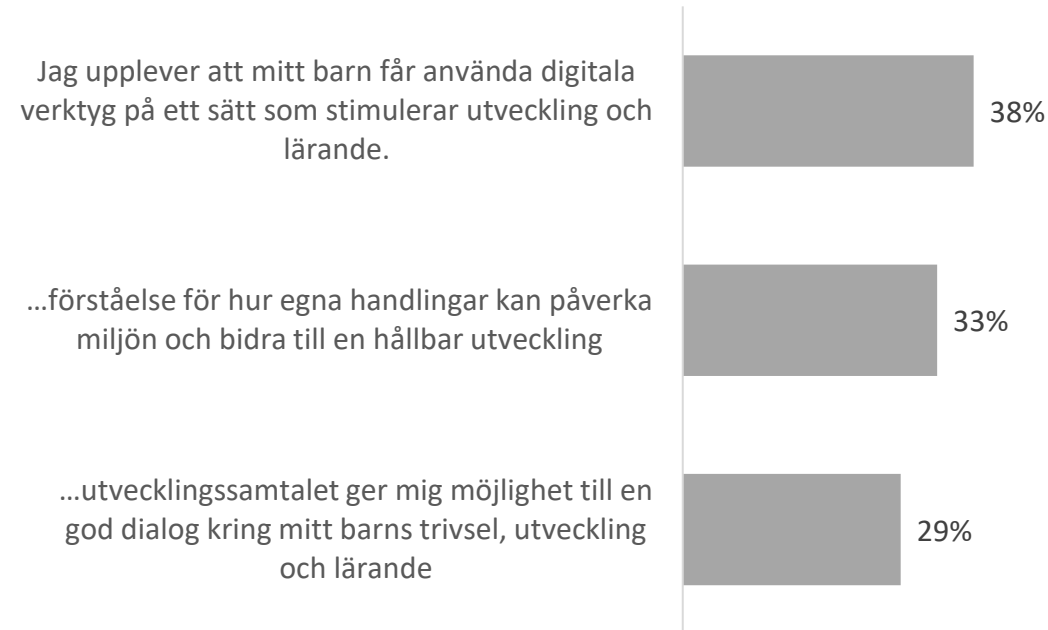 Jag upplever att mitt barn får använda digitala
verktyg på ett sätt som stimulerar utveckling och
lärande.
38%
...förståelse för hur egna handlingar kan påverka
miljön och bidra till en hållbar utveckling
33%
...utvecklingssamtalet ger mig möjlighet till en
god dialog kring mitt barns trivsel, utveckling
och lärande
29%